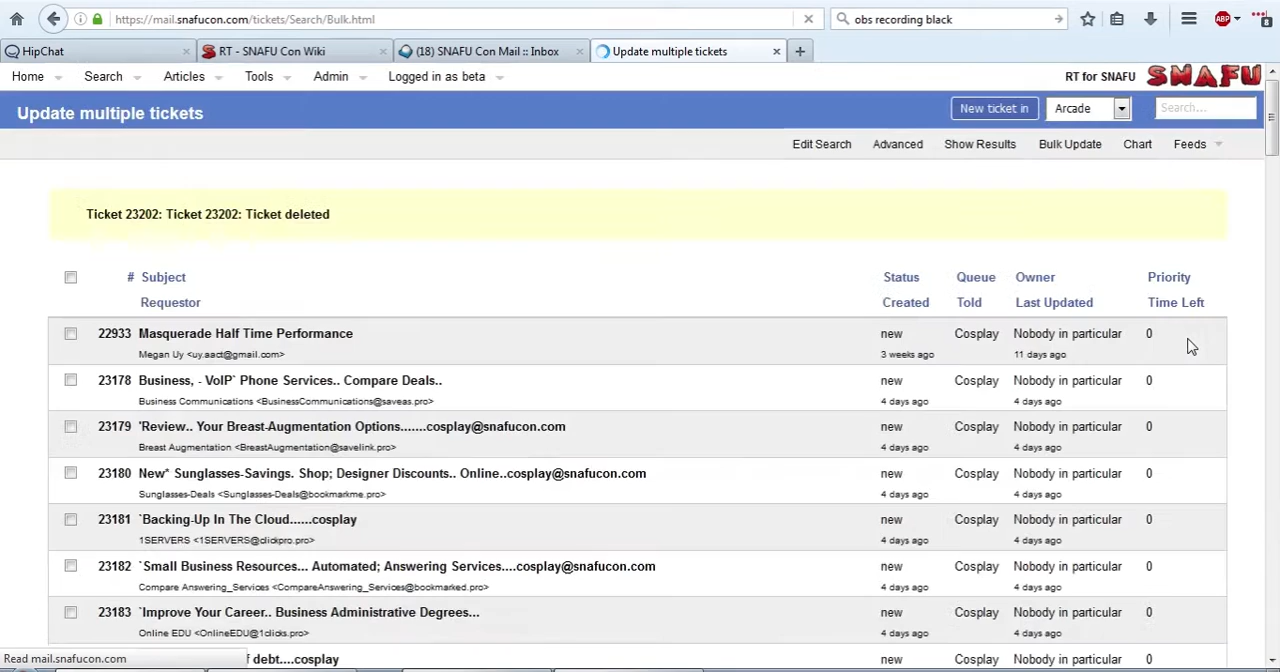 https://mail.snafucon.com/tickets/Search/Bulk.html
obs recording black
ABP
HipChat
RT - SNAFU Con Wiki
(18) SNAFU Con Mail :: Inbox
Update multiple tickets
Home Search Articles Tools Admin Logged in as beta
RT for SNAFU SNAFU
Update multiple tickets
New ticket in Arcade Search...
Edit Search Advanced Show Results Bulk Update Chart Feeds
Ticket 23202: Ticket 23202: Ticket deleted
# Subject Status Queue Owner Priority
Requestor Created Told Last Updated Time Left
22933 Masquerade Half Time Performance new Cosplay Nobody in particular 0
Megan Uy <uy.aact@gmail.com> 3 weeks ago 11 days ago
23178 Business, - VoIP` Phone Services.. Compare Deals.. new Cosplay Nobody in particular 0
Business Communications <BusinessCommunications@saveas.pro> 4 days ago 4 days ago
23179 'Review.. Your Breast-Augmentation Options.......cosplay@snafucon.com new Cosplay Nobody in particular 0
Breast Augmentation <BreastAugmentation@savelink.pro> 4 days ago 4 days ago
23180 New* Sunglasses-Savings. Shop; Designer Discounts.. Online..cosplay@snafucon.com new Cosplay Nobody in particular 0
Sunglasses-Deals <Sunglasses-Deals@bookmarkme.pro> 4 days ago 4 days ago
23181 `Backing-Up In The Cloud......cosplay new Cosplay Nobody in particular 0
1SERVERS <1SERVERS@clickpro.pro> 4 days ago 4 days ago
23182 `Small Business Resources... Automated; Answering Services....cosplay@snafucon.com new Cosplay Nobody in particular 0
Compare Answering_Services <CompareAnswering_Services@bookmarked.pro> 4 days ago 4 days ago
23183 `Improve Your Career.. Business Administrative Degrees... new Cosplay Nobody in particular 0
Online EDU <OnlineEDU@1clicks.pro> 4 days ago 4 days ago
debt....cosplay new Cosplay Nobody in particular 0
Read mail.snafucon.com